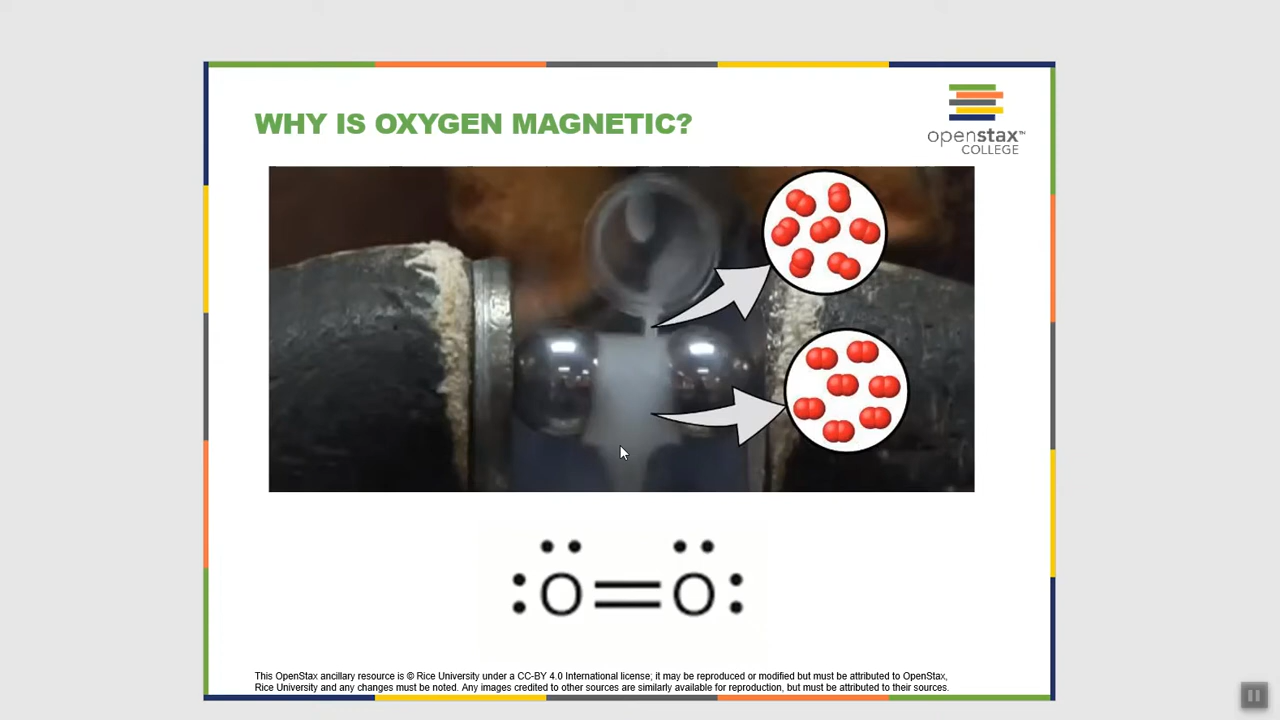 WHY IS OXYGEN MAGNETIC?
openstax™
COLLEGE
O=O
This OpenStax ancillary resource is © Rice University under a CC-BY 4.0 International license; it may be reproduced or modified but must be attributed to OpenStax,
Rice University and any changes must be noted. Any images credited to other sources are similarly available for reproduction, but must be attributed to their sources.